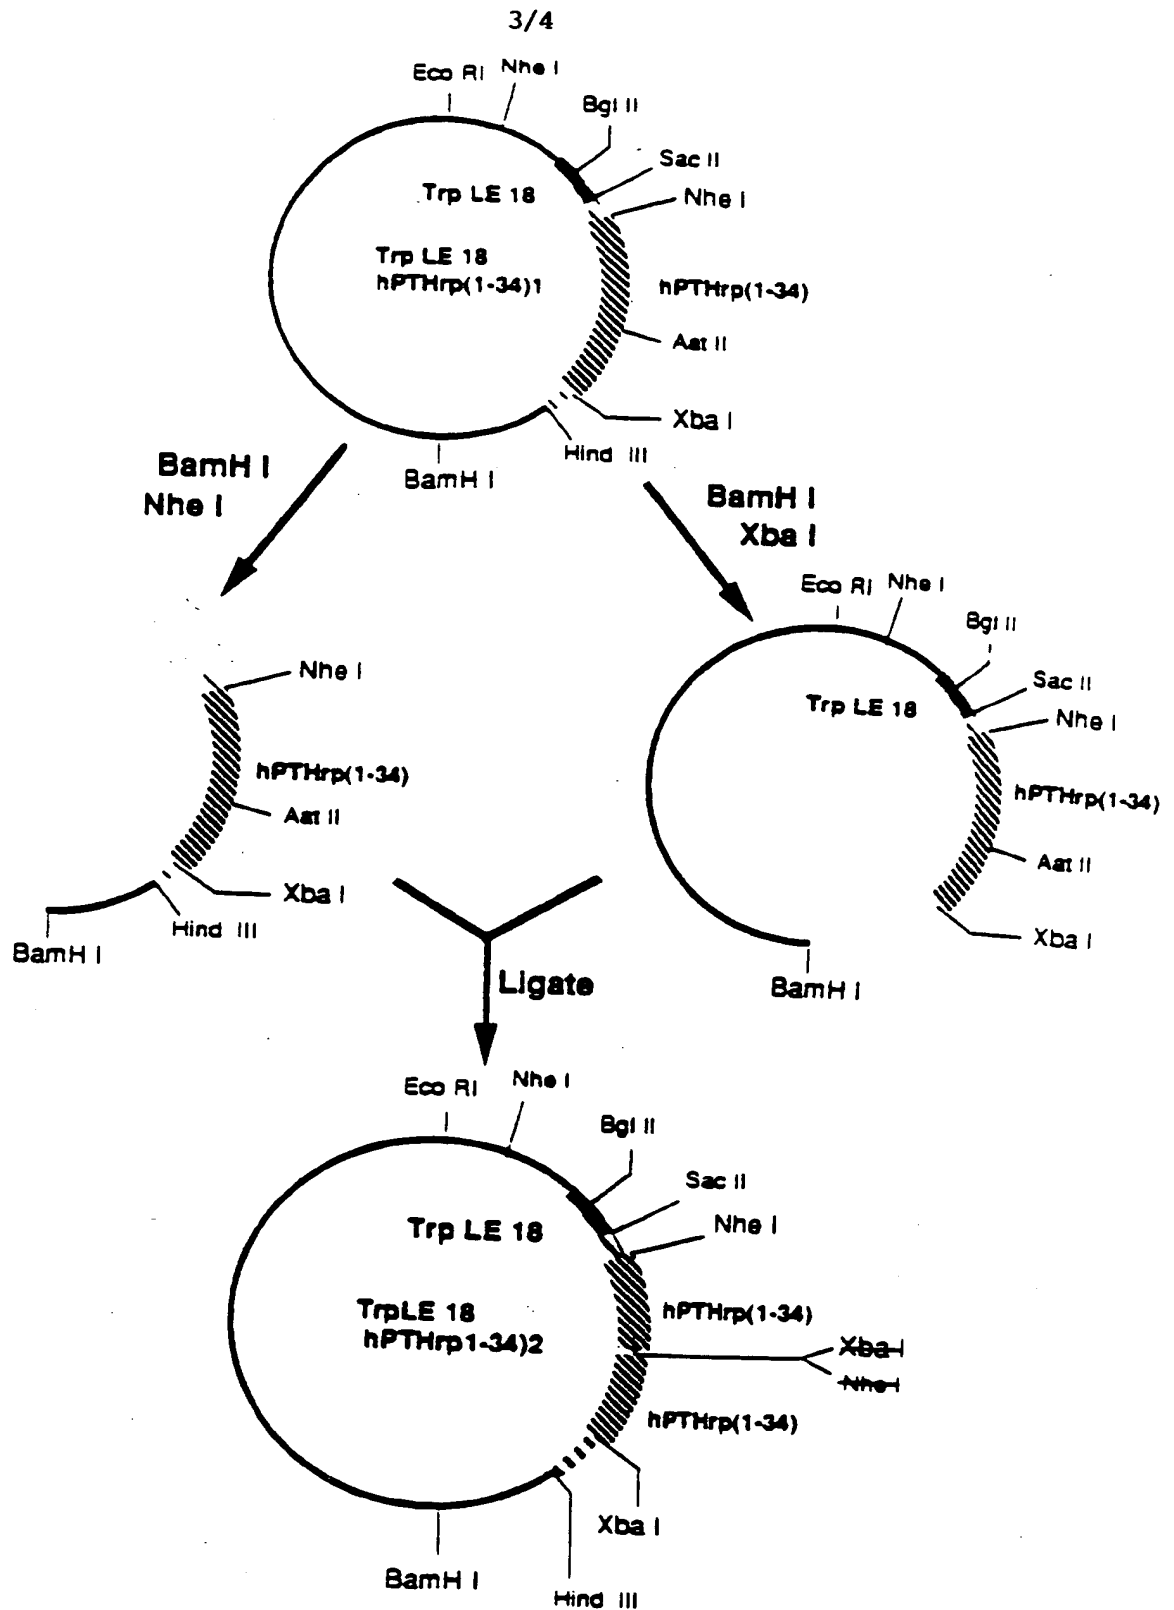 3/4
Eco RI
Nhe I
Bgl II
Sac II
Nhe I
Trp LE 18
Trp LE 18
hPTHrp(1-34)1
hPTHrp(1-34)
Aat II
Xba I
Hind III
BamH I
BamH I
Nhe I
BamH I
Xba I
Eco RI
Nhe I
Bgl II
Sac II
Nhe I
Trp LE 18
hPTHrp(1-34)
Aat II
Xba I
BamH I
Nhe I
hPTHrp(1-34)
Aat II
Xba I
Hind III
BamH I
Ligate
Eco RI
Nhe I
Bgl II
Sac II
Nhe I
Trp LE 18
TrpLE 18
hPTHrp1-34)2
hPTHrp(1-34)
Xba I
Nhe I
hPTHrp(1-34)
Xba I
BamH I
Hind III